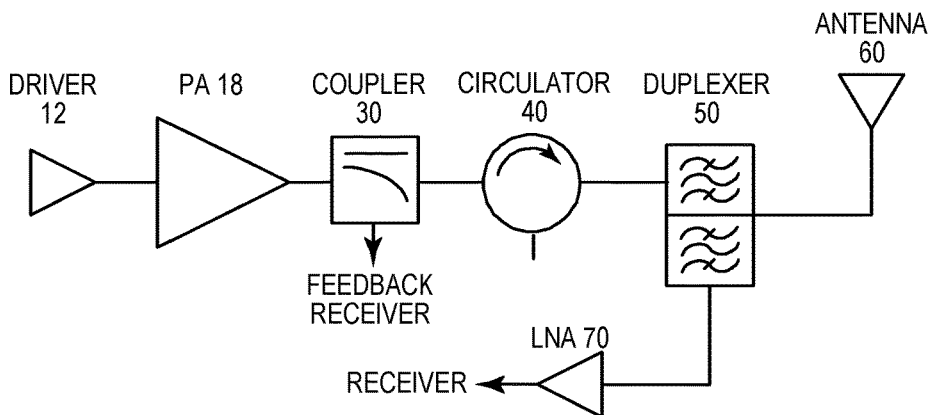 ANTENNA
60
DRIVER
12
PA 18
COUPLER
30
CIRCULATOR
40
DUPLEXER
50
FEEDBACK
RECEIVER
LNA 70
RECEIVER